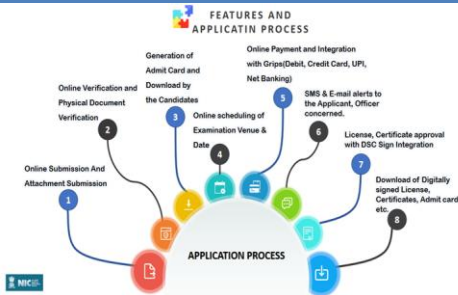 FEATURES AND
APPLICATIN PROCESS
Online Submission And
Attachment Submission
1
Online Verification and
Physical Document
Verification
2
Generation of
Admit Card and
Download by
the Candidates
3
Online scheduling of
Examination Venue &
Date
4
Online Payment and Integration
with Grips(Debit, Credit Card, UPI,
Net Banking)
5
SMS & E-mail alerts to
the Applicant, Officer
concerned.
6
License, Certificate approval
with DSC Sign Integration
7
Download of Digitally
signed License,
Certificates, Admit card
etc.
8
APPLICATION PROCESS
NIC